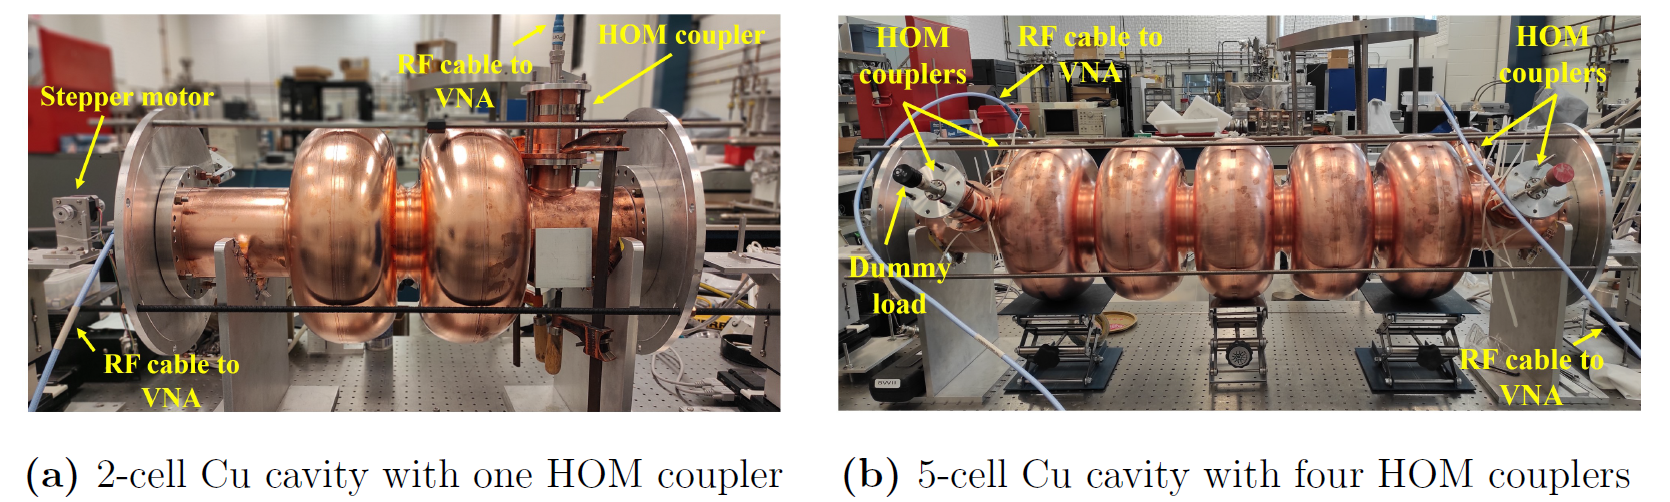 HOM coupler
RF cable to
VNA
Stepper motor
RF cable to
VNA
(a) 2-cell Cu cavity with one HOM coupler
HOM
couplers
RF cable to
VNA
HOM
couplers
Dummy
load
RF cable to
VNA
(b) 5-cell Cu cavity with four HOM couplers